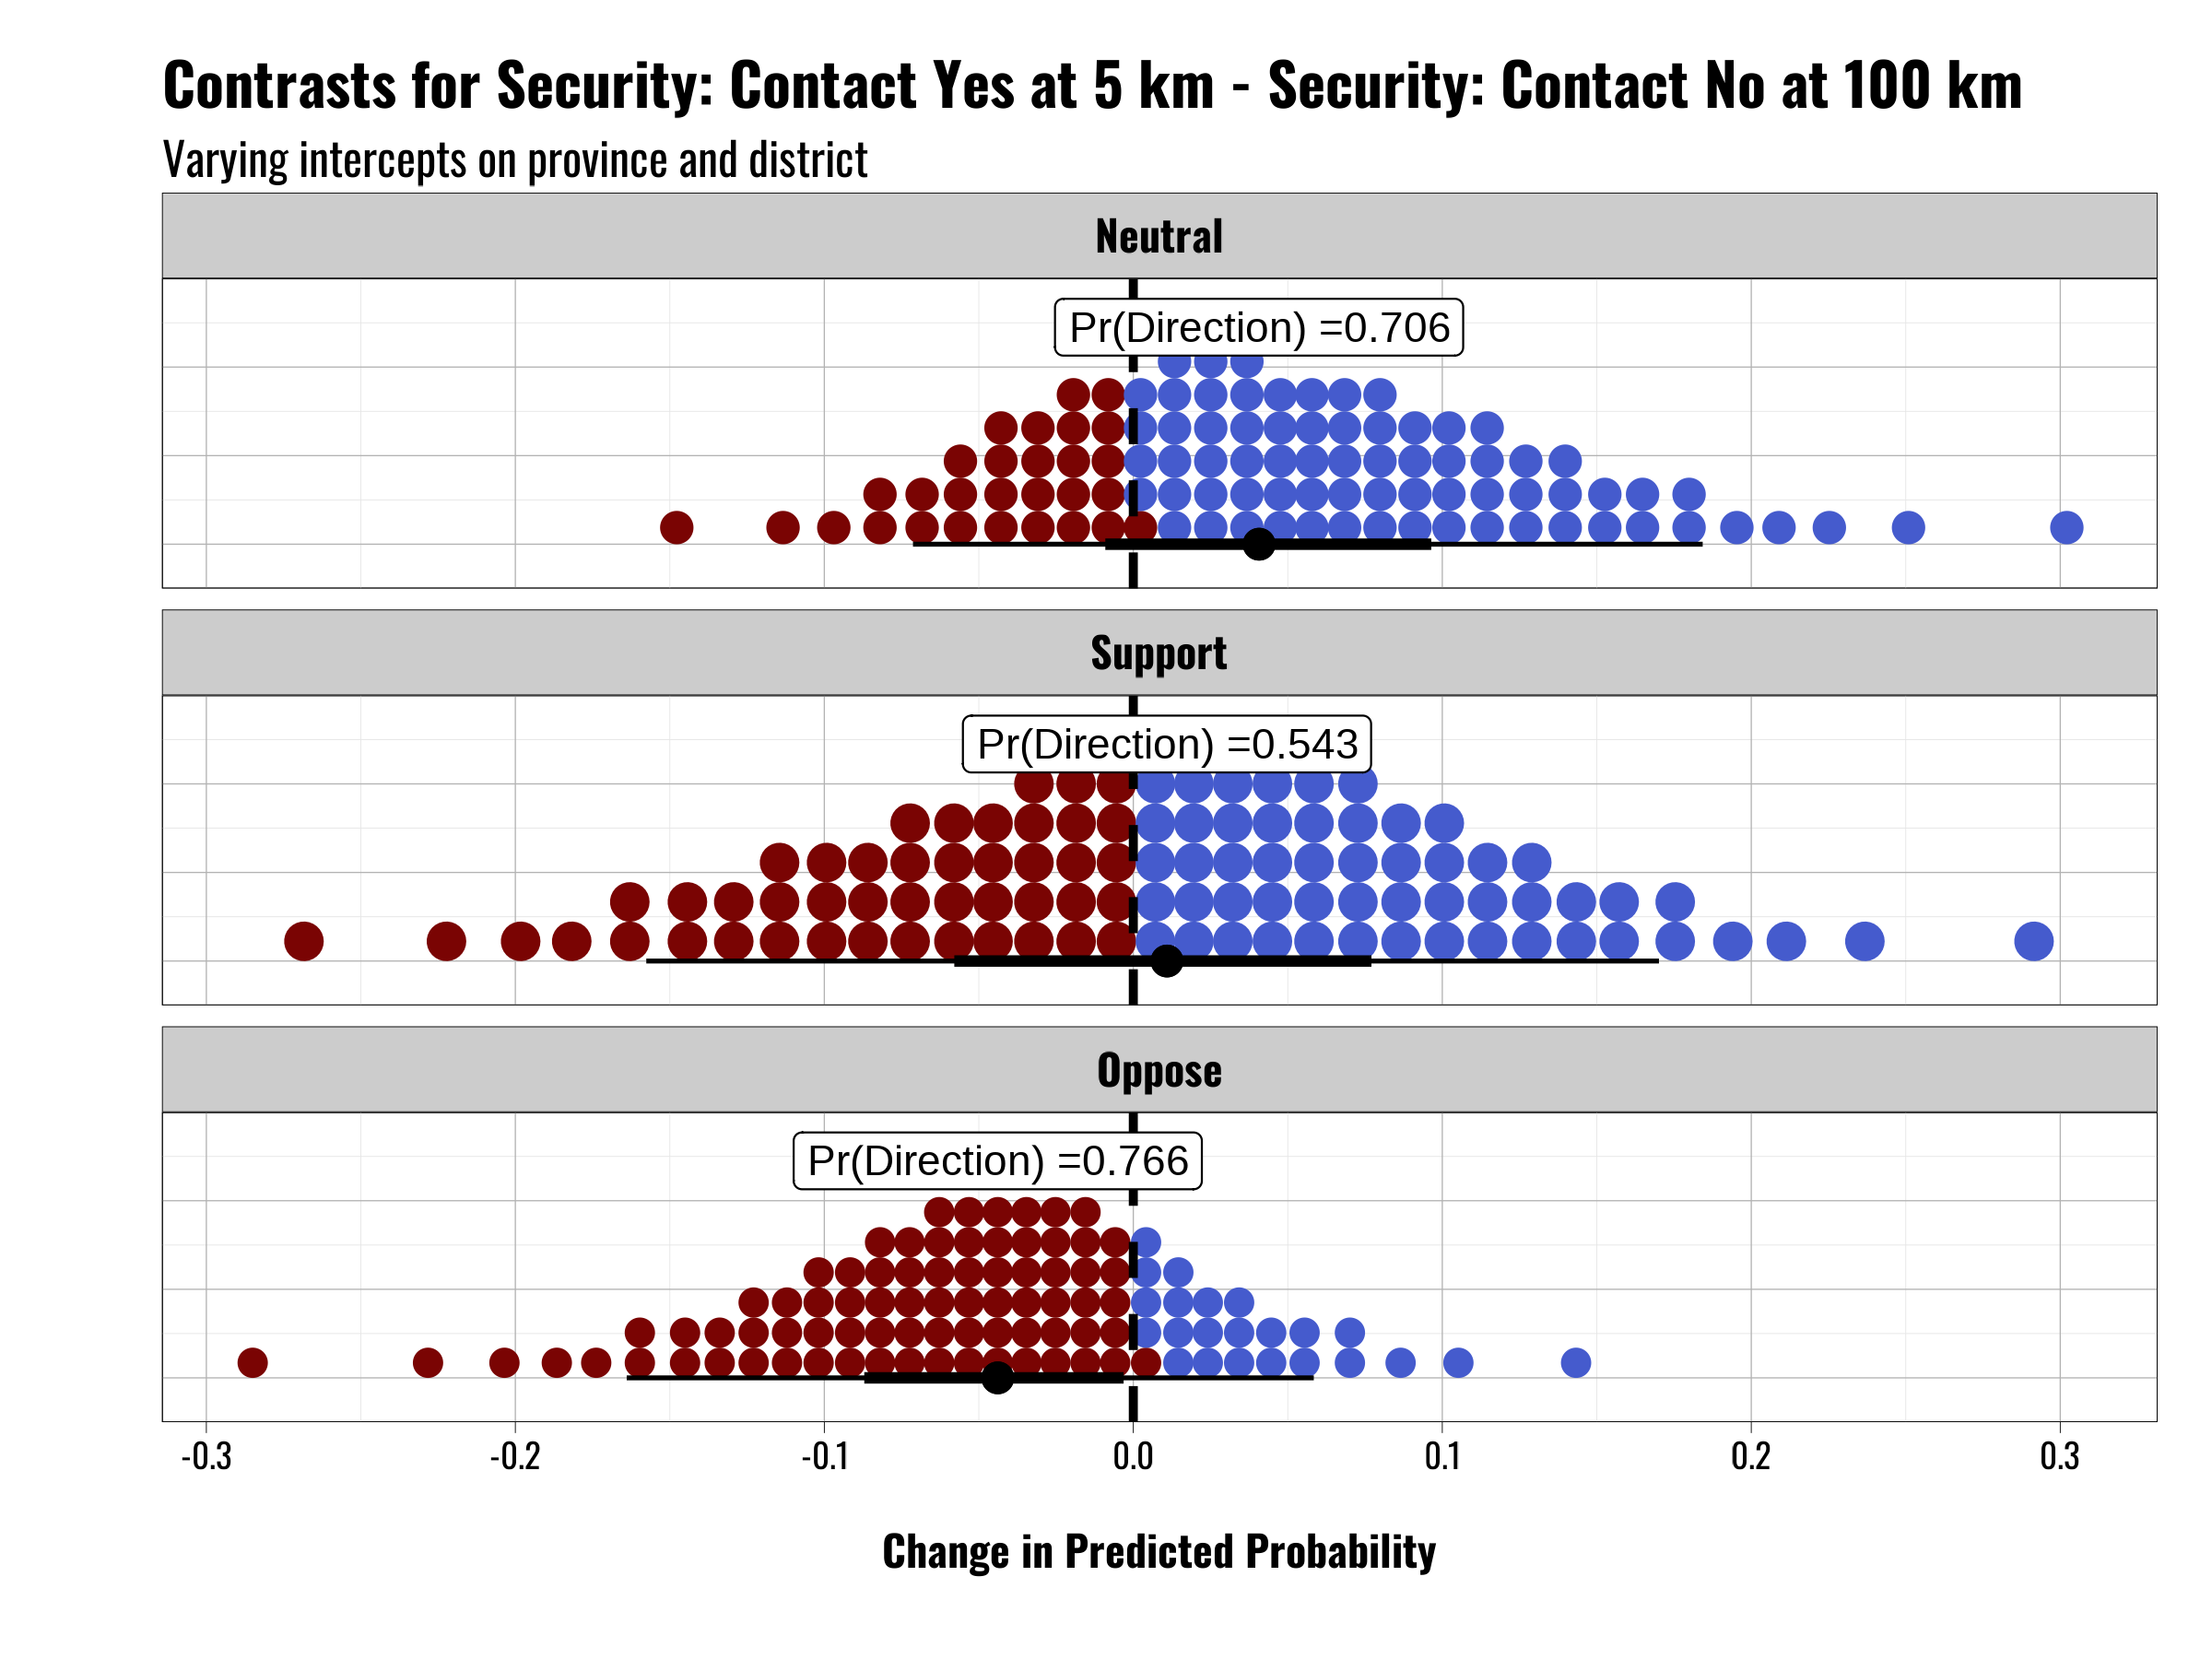 Contrasts for Security: Contact Yes at 5 km - Security: Contact No at 100 km
Varying intercepts on province and district
Neutral
Pr(Direction) =0.706
Support
Pr(Direction) =0.543
Oppose
Pr(Direction) =0.766
-0.3 -0.2 -0.1 0.0 0.1 0.2 0.3
Change in Predicted Probability